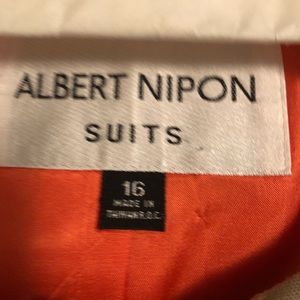 ALBERT NIPON
SUITS
16
MADE IN
TAIWAN R.O.C.